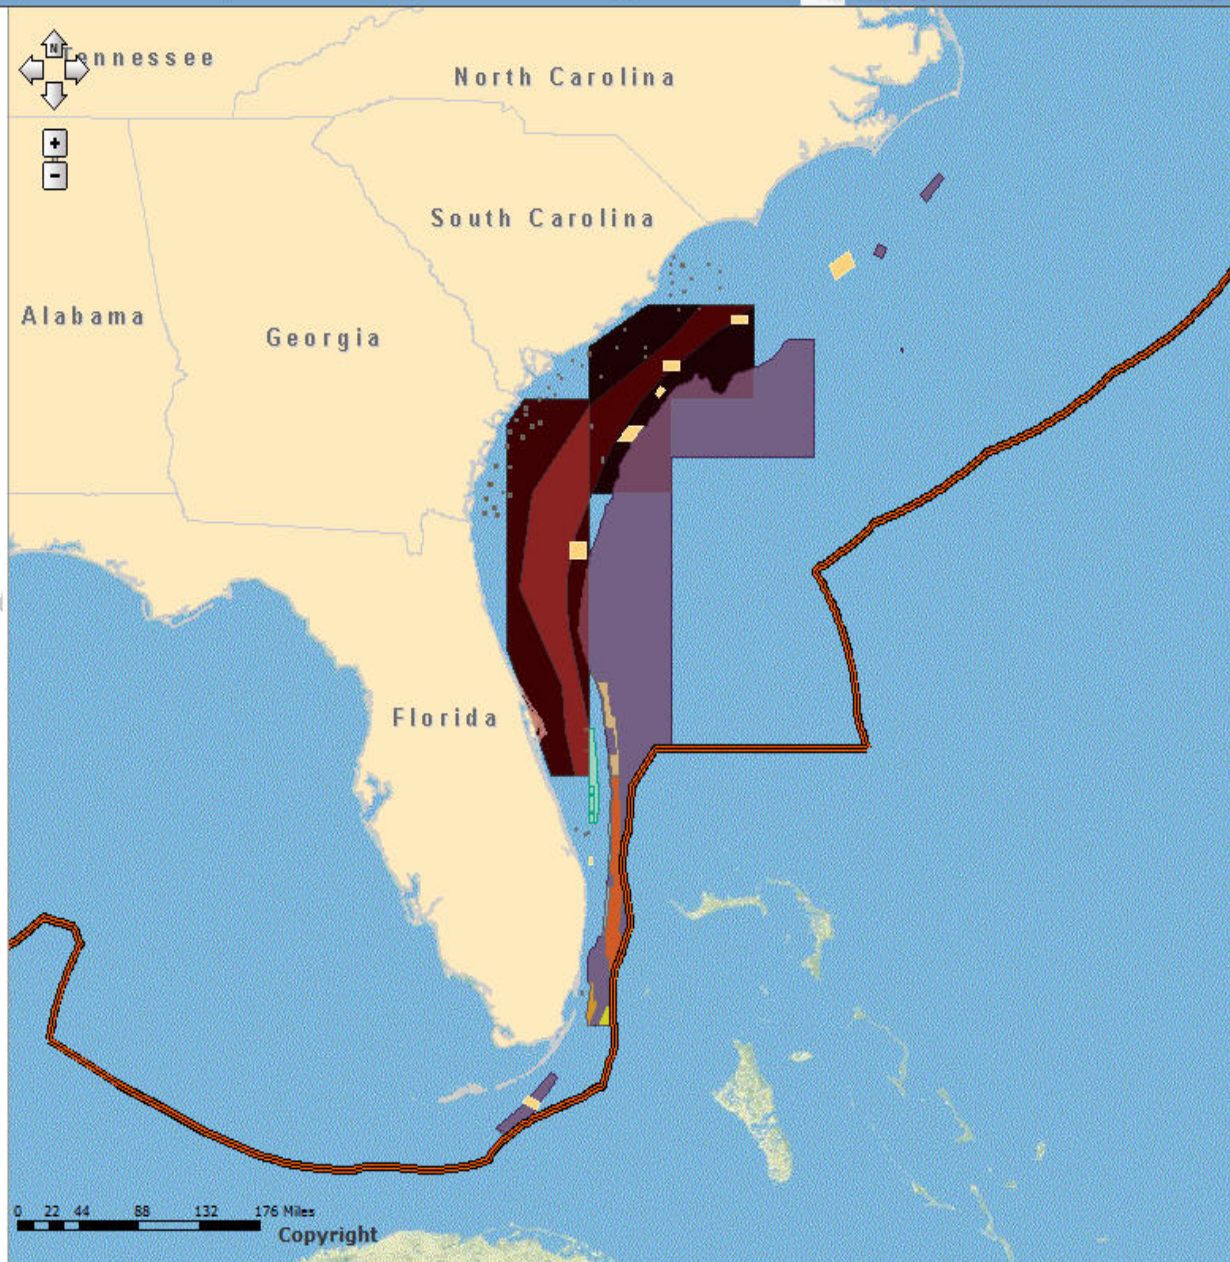 N
Tennessee
North Carolina
+
-
South Carolina
Alabama
Georgia
Florida
0 22 44 88 132 176 Miles
Copyright